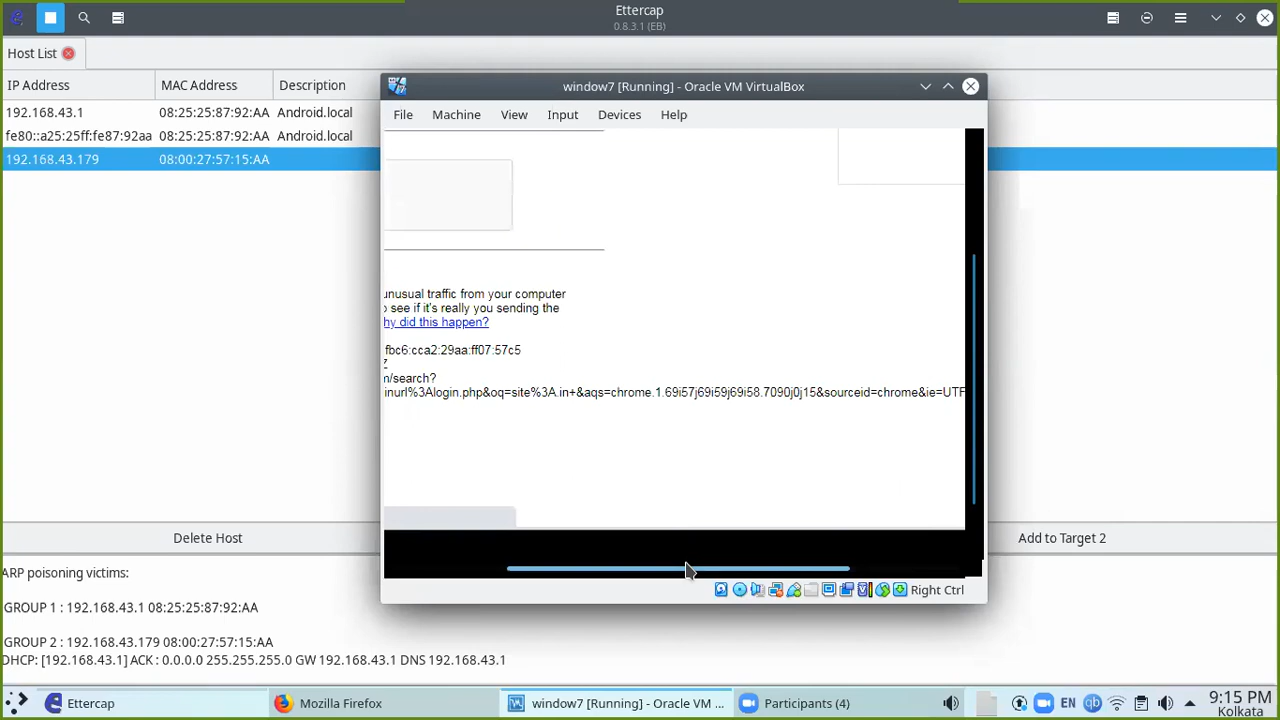 Ettercap
0.8.3.1 (EB)
Host List
IP Address MAC Address Description
192.168.43.1 08:25:25:87:92:AA Android.local
fe80::a25:25ff:fe87:92aa 08:25:25:87:92:AA Android.local
192.168.43.179 08:00:27:57:15:AA
window7 [Running] - Oracle VM VirtualBox
File Machine View Input Devices Help
unusual traffic from your computer
o see if it's really you sending the
hy did this happen?
fbc6:cca2:29aa:ff07:57c5
Z
m/search?
inurl%3Alogin.php&oq=site%3A.in+&aqs=chrome.1.69i57j69i59j69i58.7090j0j15&sourceid=chrome&ie=UTF
Right Ctrl
Delete Host
Add to Target 2
ARP poisoning victims:
GROUP 1 : 192.168.43.1 08:25:25:87:92:AA
GROUP 2 : 192.168.43.179 08:00:27:57:15:AA
DHCP: [192.168.43.1] ACK : 0.0.0.0 255.255.255.0 GW 192.168.43.1 DNS 192.168.43.1
Ettercap
Mozilla Firefox
window7 [Running] - Oracle VM ...
Participants (4)
EN
qb
9:15 PM
Kolkata